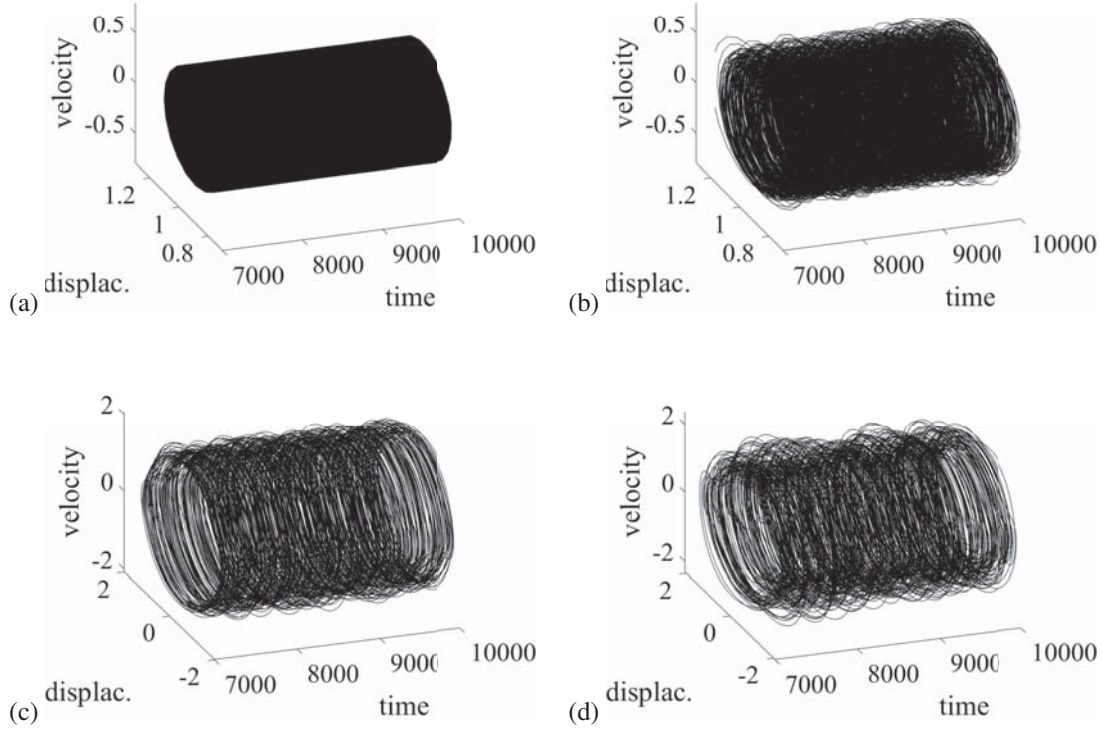 0.5
0
-0.5
velocity
1.2
1
0.8
7000
8000
9000
10000
displac.
time
(a)
0.5
0
-0.5
velocity
1.2
1
0.8
7000
8000
9000
10000
displac.
time
(b)
2
0
-2
velocity
2
0
-2
7000
8000
9000
10000
displac.
time
(c)
2
0
-2
velocity
2
0
-2
7000
8000
9000
10000
displac.
time
(d)